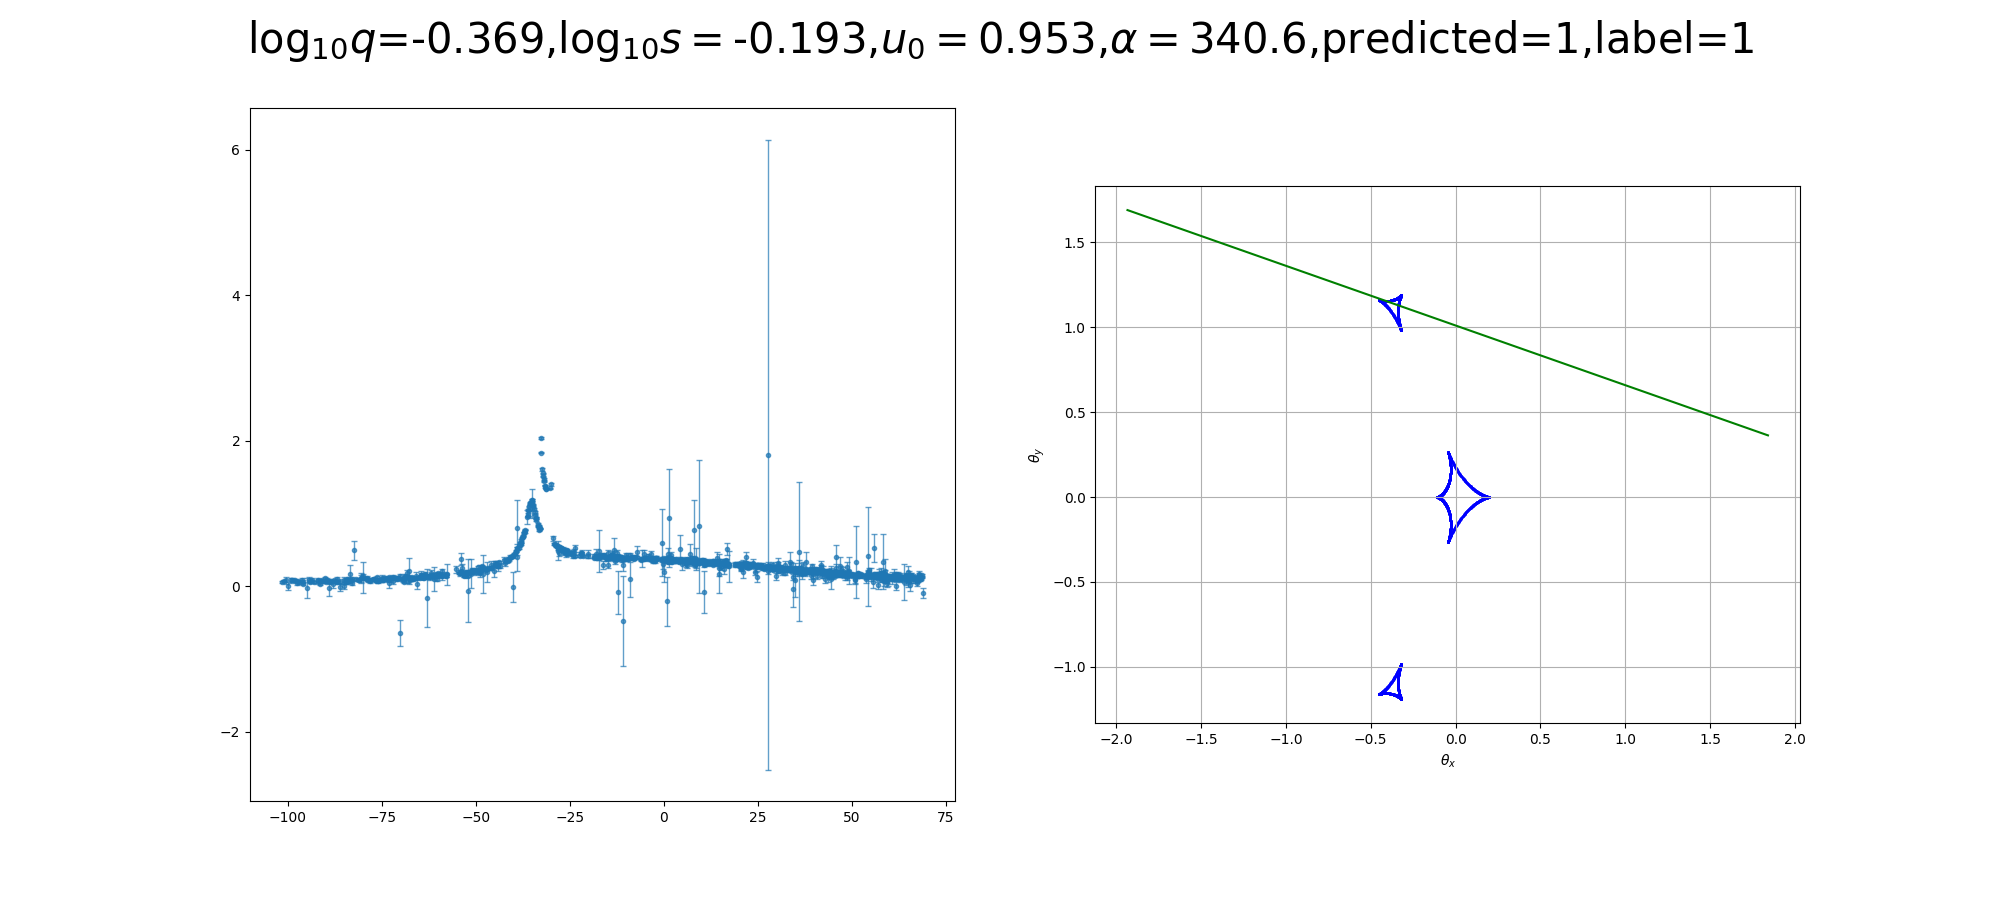 log₁₀q=-0.369,log₁₀s = -0.193,u₀ = 0.953,α = 340.6,predicted=1,label=1
6
4
2
0
−2
−100 −75 −50 −25 0 25 50 75
1.5
1.0
0.5
0.0
−0.5
−1.0
θy
−2.0 −1.5 −1.0 −0.5 0.0 0.5 1.0 1.5 2.0
θx